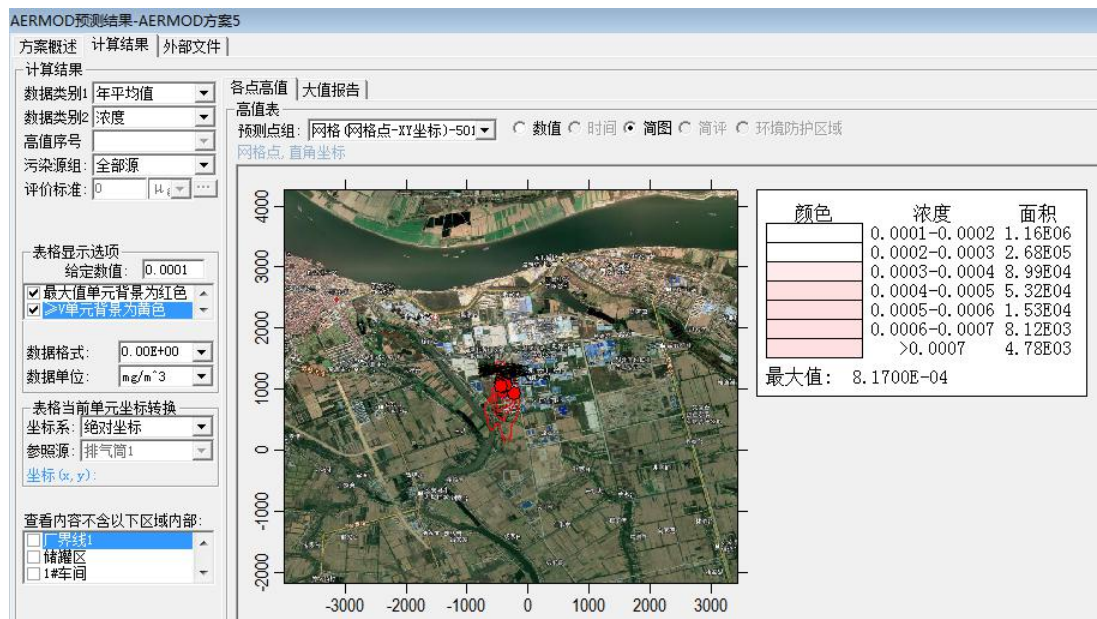 AERMOD预测结果-AERMOD方案5
方案概述 计算结果 外部文件
计算结果
数据类别1 年平均值
数据类别2 浓度
高值序号
污染源组: 全部源
评价标准: 0
表格显示选项
给定数值: 0.0001
最大值单元背景为红色
≥V单元背景为黄色
数据格式: 0.00E+00
数据单位: mg/m^3
表格当前单元坐标转换
坐标系: 绝对坐标
参照源: 排气筒1
坐标(x,y):
查看内容不含以下区域内部:
厂界线1
储罐区
1#车间
各点高值 大值报告
高值表
预测点组: 网格(网格点-XY坐标)-501 数值 时间 简图 简评 环境防护区域
网格点,直角坐标
4000
3000
2000
1000
0
-1000
-2000
-3000 -2000 -1000 0 1000 2000 3000
颜色 浓度 面积
0.0001-0.0002 1.16E06
0.0002-0.0003 2.68E05
0.0003-0.0004 8.99E04
0.0004-0.0005 5.32E04
0.0005-0.0006 1.53E04
0.0006-0.0007 8.12E03
>0.0007 4.78E03
最大值: 8.1700E-04